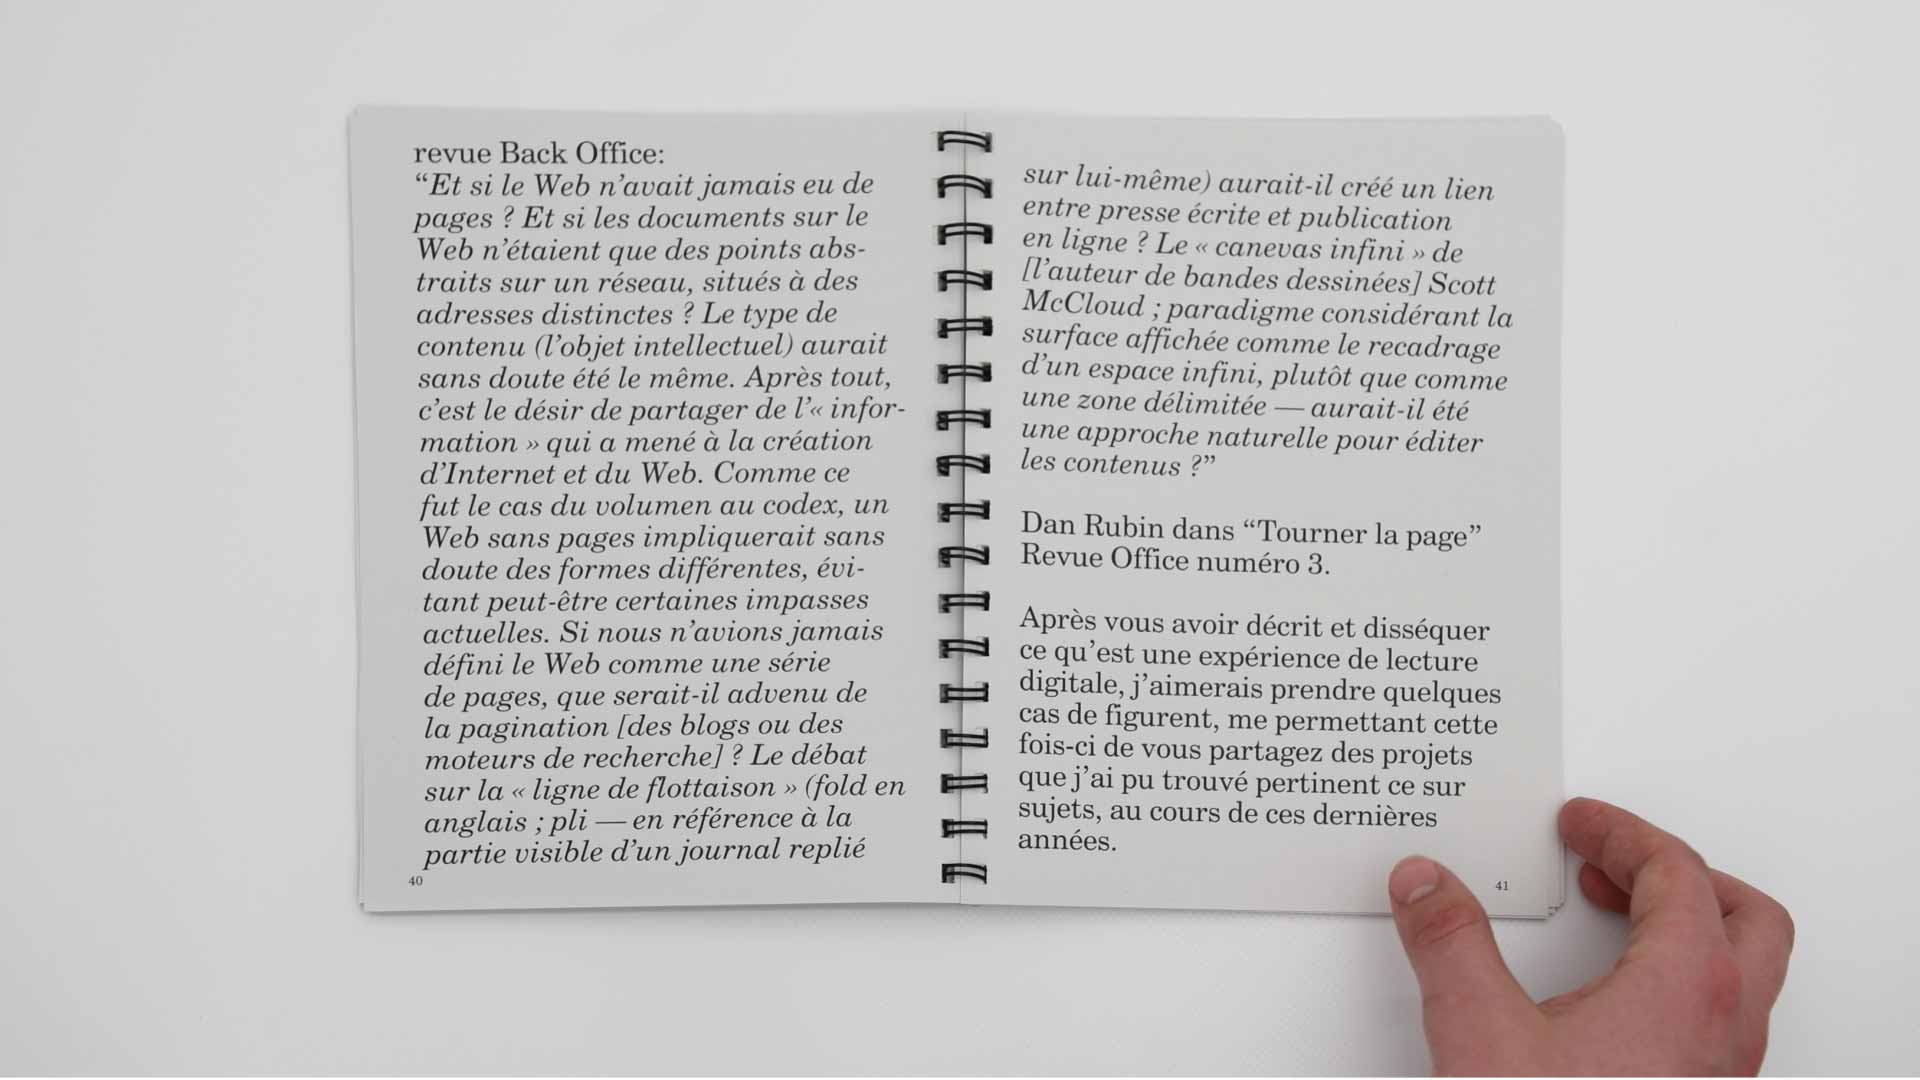 revue Back Office:
“Et si le Web n’avait jamais eu de
pages ? Et si les documents sur le
Web n’étaient que des points abs-
traits sur un réseau, situés à des
adresses distinctes ? Le type de
contenu (l’objet intellectuel) aurait
sans doute été le même. Après tout,
c’est le désir de partager de l’« infor-
mation » qui a mené à la création
d’Internet et du Web. Comme ce
fut le cas du volumen au codex, un
Web sans pages impliquerait sans
doute des formes différentes, évi-
tant peut-être certaines impasses
actuelles. Si nous n’avions jamais
défini le Web comme une série
de pages, que serait-il advenu de
la pagination [des blogs ou des
moteurs de recherche] ? Le débat
sur la « ligne de flottaison » (fold en
anglais ; pli — en référence à la
partie visible d’un journal replié
40
sur lui-même) aurait-il créé un lien
entre presse écrite et publication
en ligne ? Le « canevas infini » de
[l’auteur de bandes dessinées] Scott
McCloud ; paradigme considérant la
surface affichée comme le recadrage
d’un espace infini, plutôt que comme
une zone délimitée — aurait-il été
une approche naturelle pour éditer
les contenus ?”
Dan Rubin dans “Tourner la page”
Revue Office numéro 3.
Après vous avoir décrit et disséquer
ce qu’est une expérience de lecture
digitale, j’aimerais prendre quelques
cas de figurent, me permettant cette
fois-ci de vous partagez des projets
que j’ai pu trouvé pertinent ce sur
sujets, au cours de ces dernières
années.
41